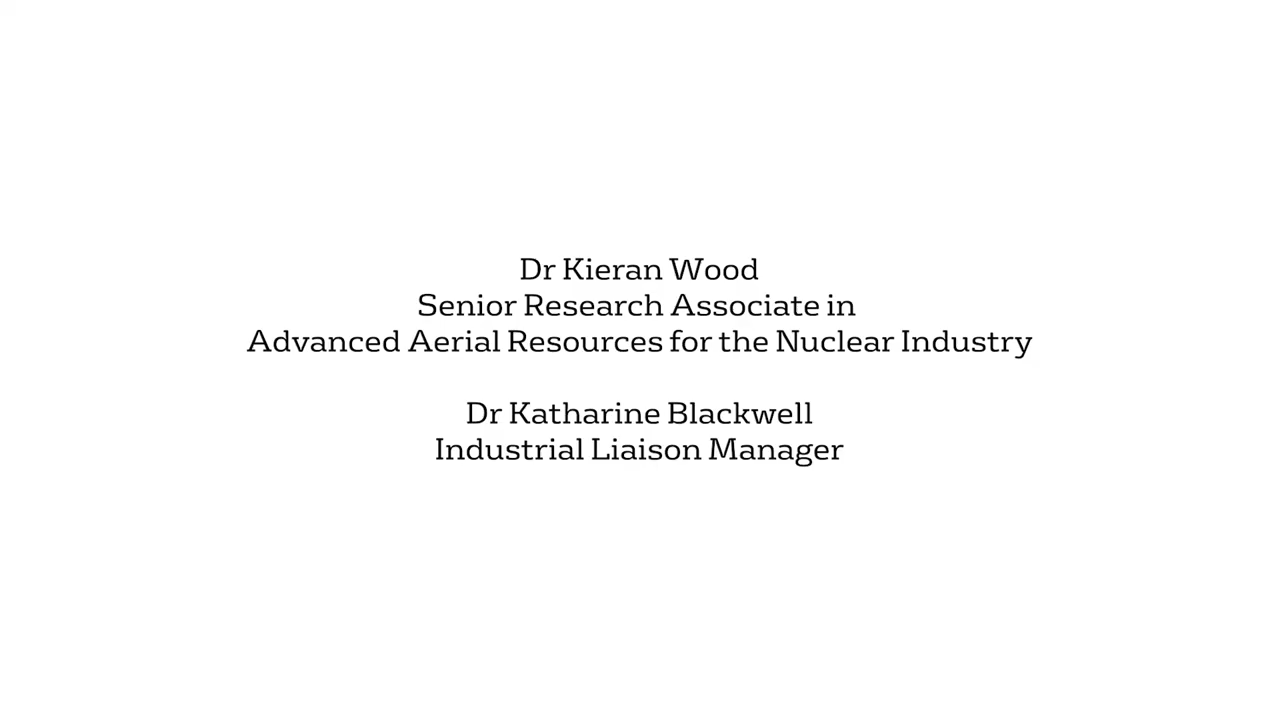 Dr Kieran Wood
Senior Research Associate in
Advanced Aerial Resources for the Nuclear Industry
Dr Katharine Blackwell
Industrial Liaison Manager